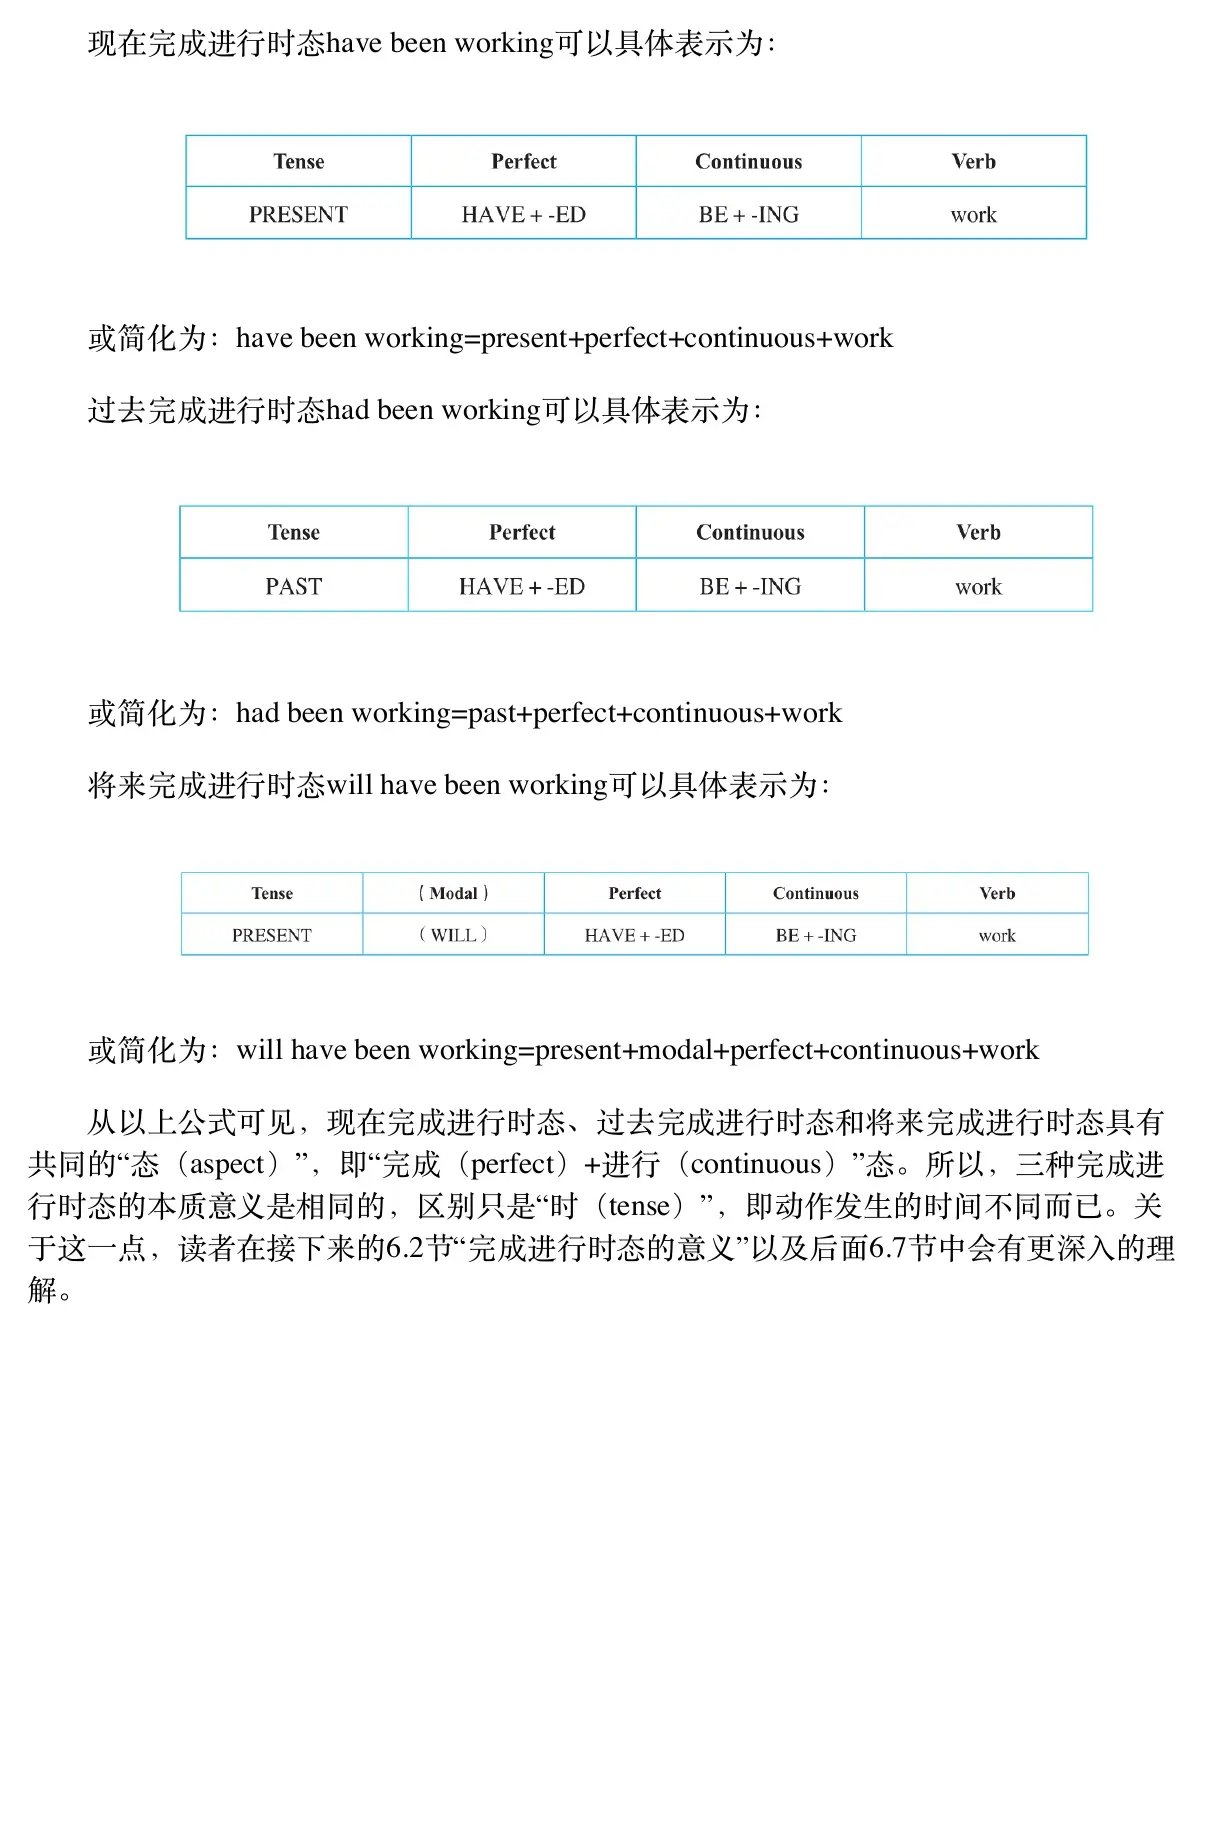 现在完成进行时态have been working可以具体表示为：
Tense Perfect Continuous Verb
PRESENT HAVE + -ED BE + -ING work
或简化为：have been working=present+perfect+continuous+work
过去完成进行时态had been working可以具体表示为：
Tense Perfect Continuous Verb
PAST HAVE + -ED BE + -ING work
或简化为：had been working=past+perfect+continuous+work
将来完成进行时态will have been working可以具体表示为：
Tense （Modal） Perfect Continuous Verb
PRESENT （WILL） HAVE + -ED BE + -ING work
或简化为：will have been working=present+modal+perfect+continuous+work
从以上公式可见，现在完成进行时态、过去完成进行时态和将来完成进行时态具有
共同的“态（aspect）”，即“完成（perfect）+进行（continuous）”态。所以，三种完成进
行时态的本质意义是相同的，区别只是“时（tense）”，即动作发生的时间不同而已。关
于这一点，读者在接下来的6.2节“完成进行时态的意义”以及后面6.7节中会有更深入的理
解。